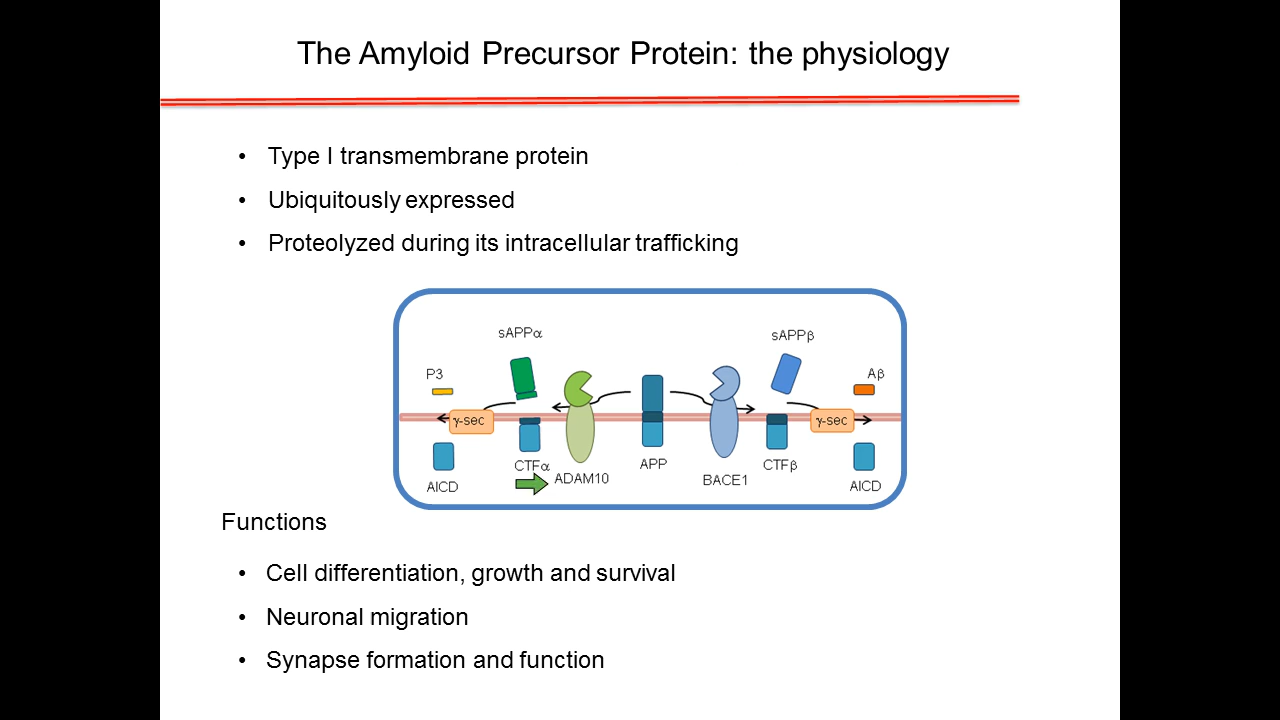 The Amyloid Precursor Protein: the physiology
• Type I transmembrane protein
• Ubiquitously expressed
• Proteolyzed during its intracellular trafficking
sAPPα
sAPPβ
P3
Aβ
γ-sec
γ-sec
CTFα
ADAM10
APP
BACE1
CTFβ
AICD
AICD
Functions
• Cell differentiation, growth and survival
• Neuronal migration
• Synapse formation and function